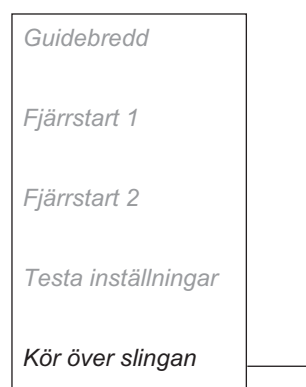 Guidebredd
Fjärrstart 1
Fjärrstart 2
Testa inställningar
Kör över slingan